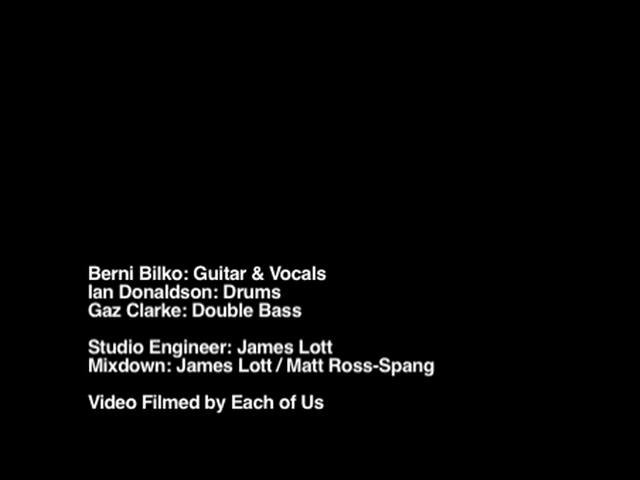 Berni Bilko: Guitar & Vocals
Ian Donaldson: Drums
Gaz Clarke: Double Bass
Studio Engineer: James Lott
Mixdown: James Lott / Matt Ross-Spang
Video Filmed by Each of Us